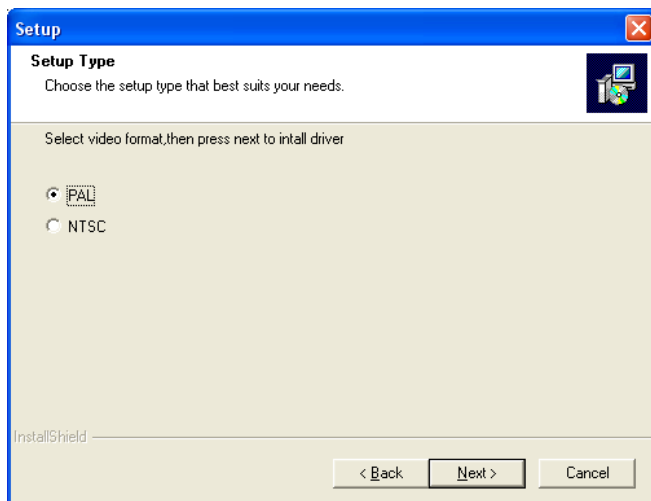 Setup
Setup Type
Choose the setup type that best suits your needs.
Select video format,then press next to intall driver
PAL
NTSC
InstallShield
< Back
Next >
Cancel